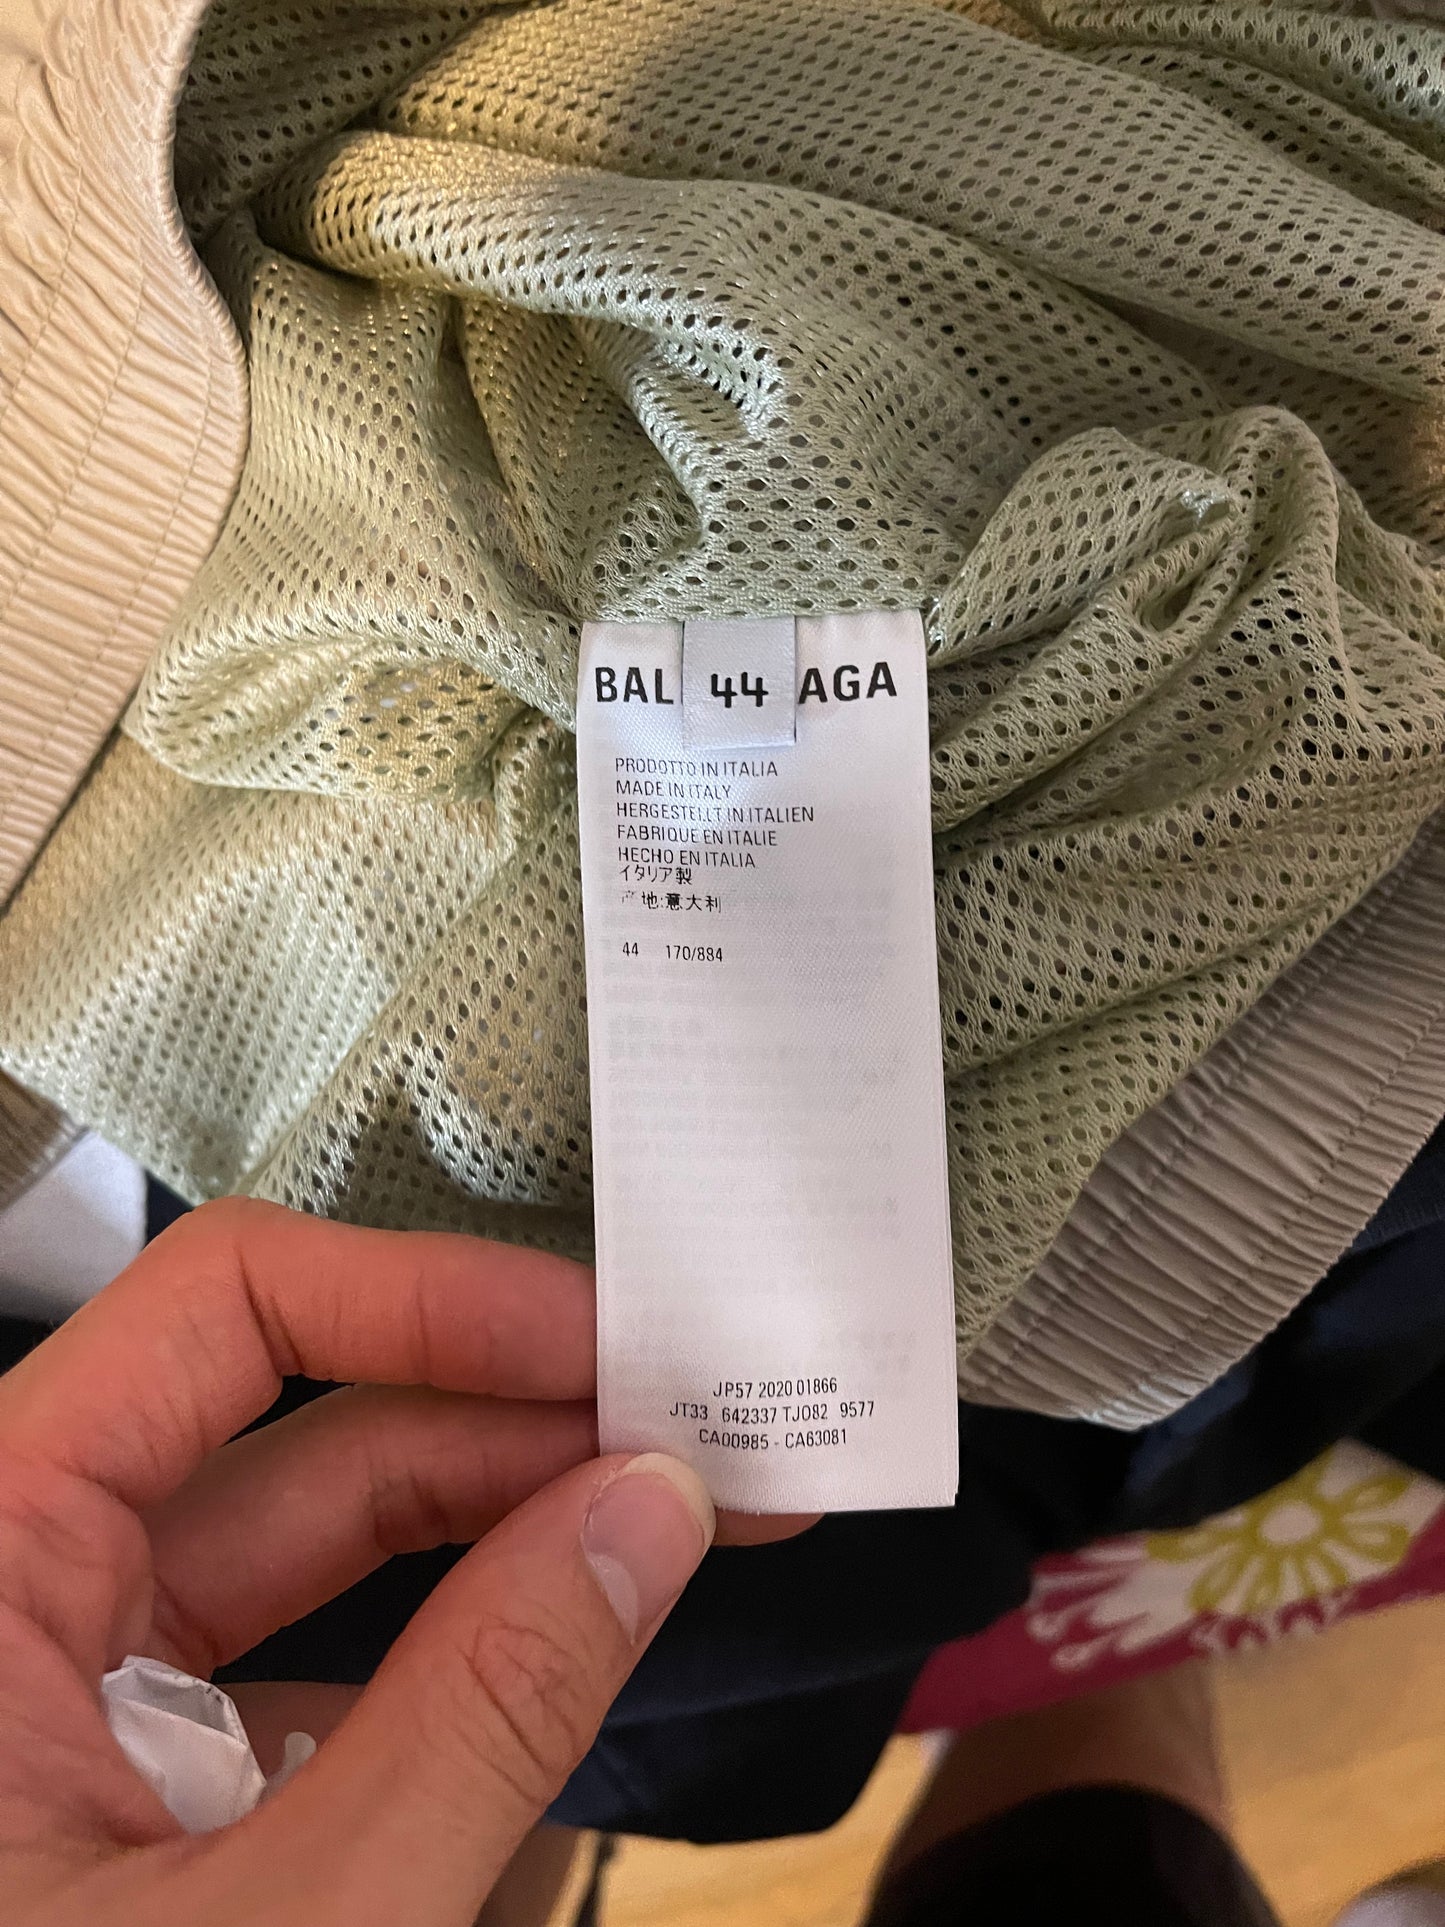 BAL 44 AGA
PRODOTTO IN ITALIA
MADE IN ITALY
HERGESTELLT IN ITALIEN
FABRIQUE EN ITALIE
HECHO EN ITALIA
イタリア製
产地:意大利
44 170/884
JP57 2020 01866
JT33 642337 TJO82 9577
CA00985 - CA63081